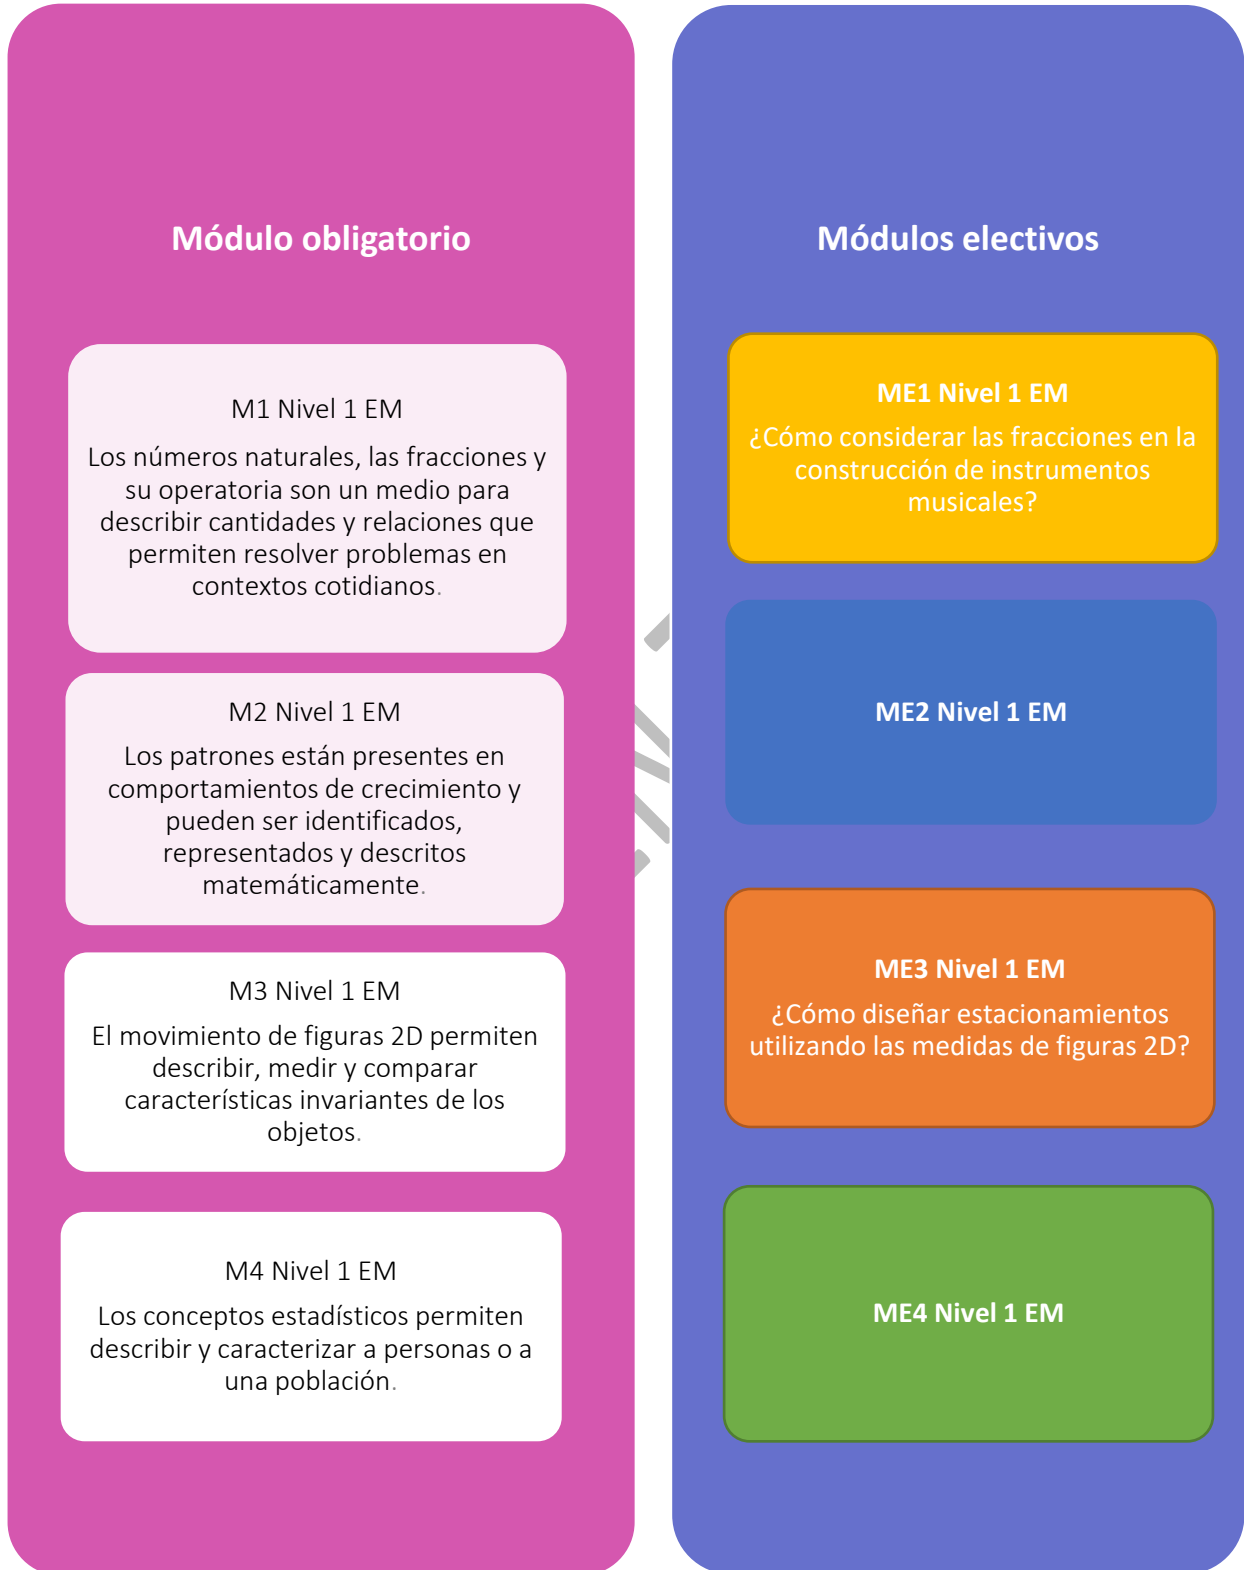 Módulo obligatorio
M1 Nivel 1 EM
Los números naturales, las fracciones y
su operatoria son un medio para
describir cantidades y relaciones que
permiten resolver problemas en
contextos cotidianos.
M2 Nivel 1 EM
Los patrones están presentes en
comportamientos de crecimiento y
pueden ser identificados,
representados y descritos
matemáticamente.
M3 Nivel 1 EM
El movimiento de figuras 2D permiten
describir, medir y comparar
características invariantes de los
objetos.
M4 Nivel 1 EM
Los conceptos estadísticos permiten
describir y caracterizar a personas o a
una población.
Módulos electivos
ME1 Nivel 1 EM
¿Cómo considerar las fracciones en la
construcción de instrumentos
musicales?
ME2 Nivel 1 EM
ME3 Nivel 1 EM
¿Cómo diseñar estacionamientos
utilizando las medidas de figuras 2D?
ME4 Nivel 1 EM